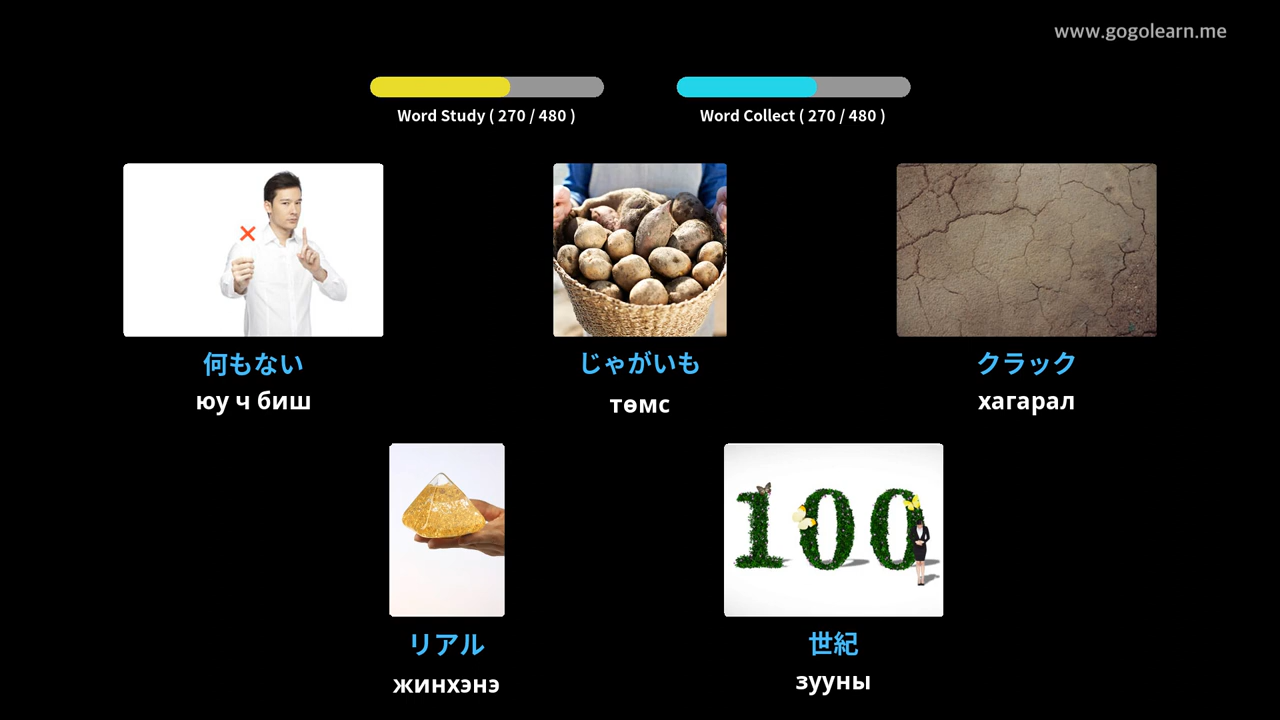 www.gogolearn.me
Word Study ( 270 / 480 )
Word Collect ( 270 / 480 )
何もない
юу ч биш
じゃがいも
төмс
クラック
хагарал
100
リアル
жинхэнэ
世紀
зууны